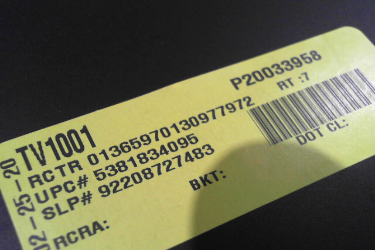 P20033958
RT :7
TV1001
RCTR 01365970130977972
UPC# 5381834095
SLP# 92208727483
BKT:
DOT CL:
RCRA:
02-25-20